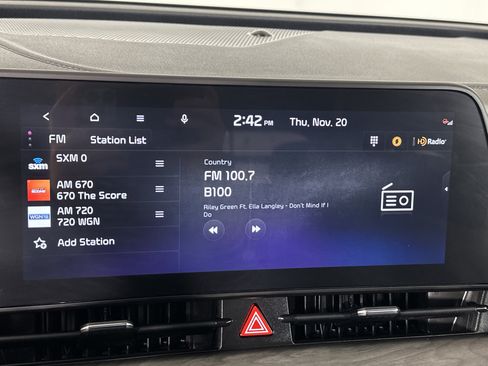 2:42 PM Thu, Nov. 20
FM Station List
HD Radio
sxm
SXM 0
AM 670
670 The Score
WGN
AM 720
720 WGN
Add Station
Country
FM 100.7
B100
Riley Green Ft. Ella Langley - Don't Mind If I
Do